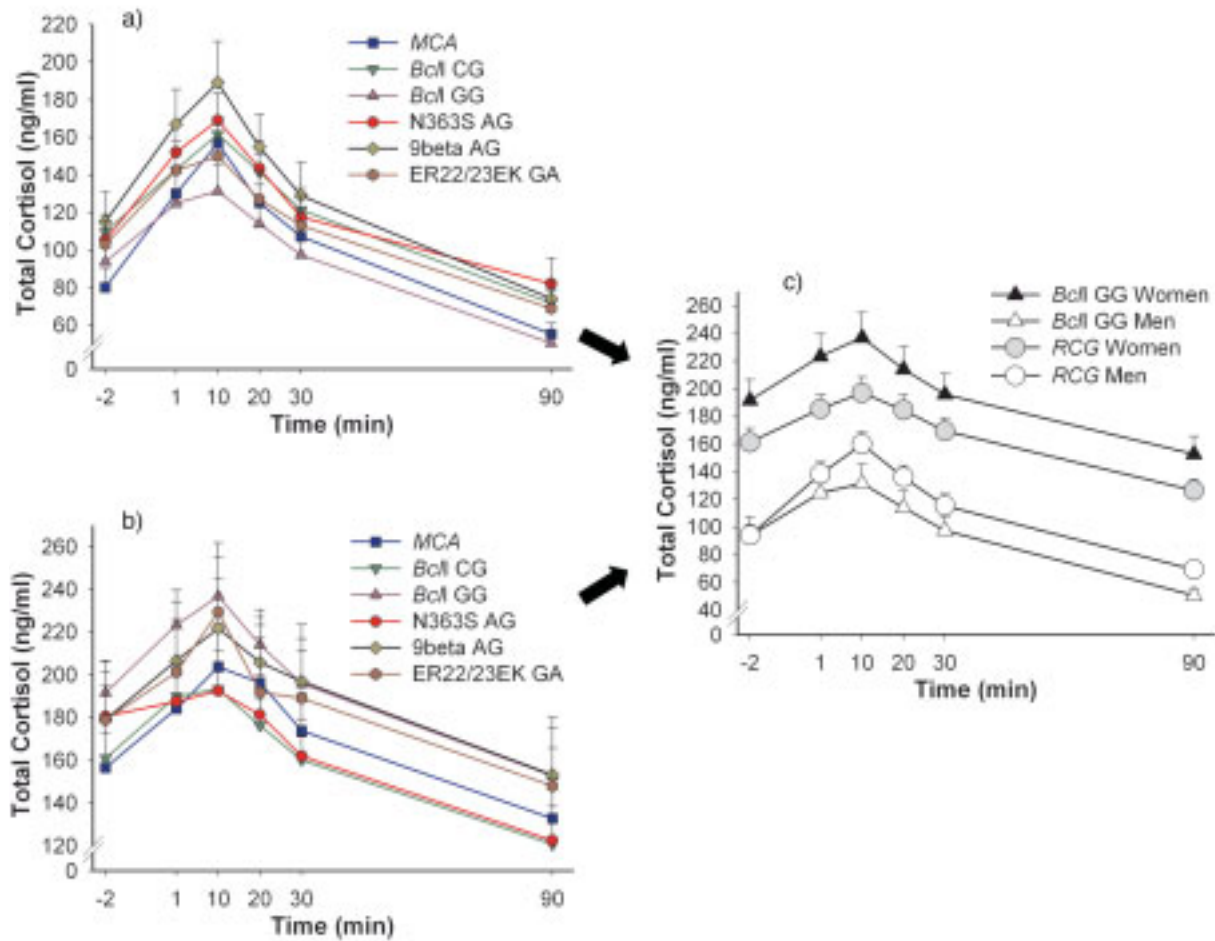 a)
Total Cortisol (ng/ml)
220
200
180
160
140
120
100
80
60
0
MCA
BclI CG
BclI GG
N363S AG
9beta AG
ER22/23EK GA
-2 1 10 20 30 90
Time (min)
b)
Total Cortisol (ng/ml)
260
240
220
200
180
160
140
120
0
MCA
BclI CG
BclI GG
N363S AG
9beta AG
ER22/23EK GA
-2 1 10 20 30 90
Time (min)
c)
Total Cortisol (ng/ml)
260
240
220
200
180
160
140
120
100
80
60
40
0
BclI GG Women
BclI GG Men
RCG Women
RCG Men
-2 1 10 20 30 90
Time (min)